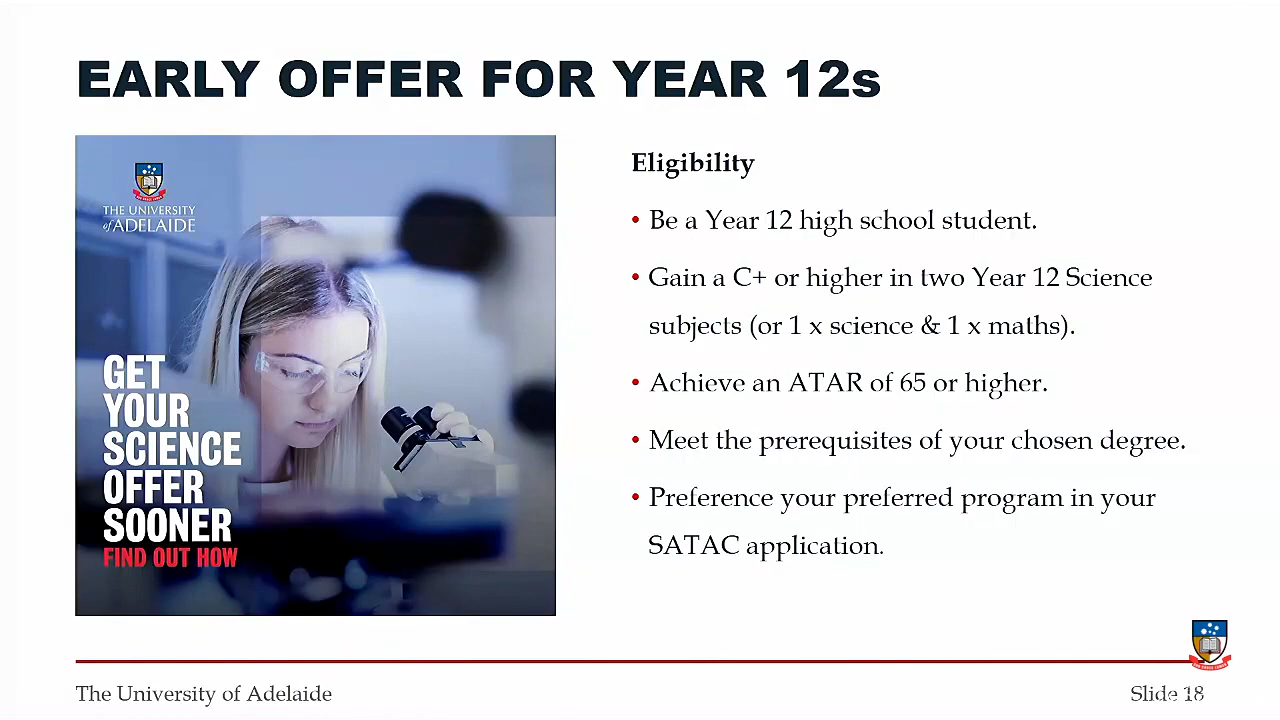 EARLY OFFER FOR YEAR 12s
THE UNIVERSITY
of ADELAIDE
GET
YOUR
SCIENCE
OFFER
SOONER
FIND OUT HOW
Eligibility
• Be a Year 12 high school student.
• Gain a C+ or higher in two Year 12 Science
subjects (or 1 x science & 1 x maths).
• Achieve an ATAR of 65 or higher.
• Meet the prerequisites of your chosen degree.
• Preference your preferred program in your
SATAC application.
The University of Adelaide
Slide 18